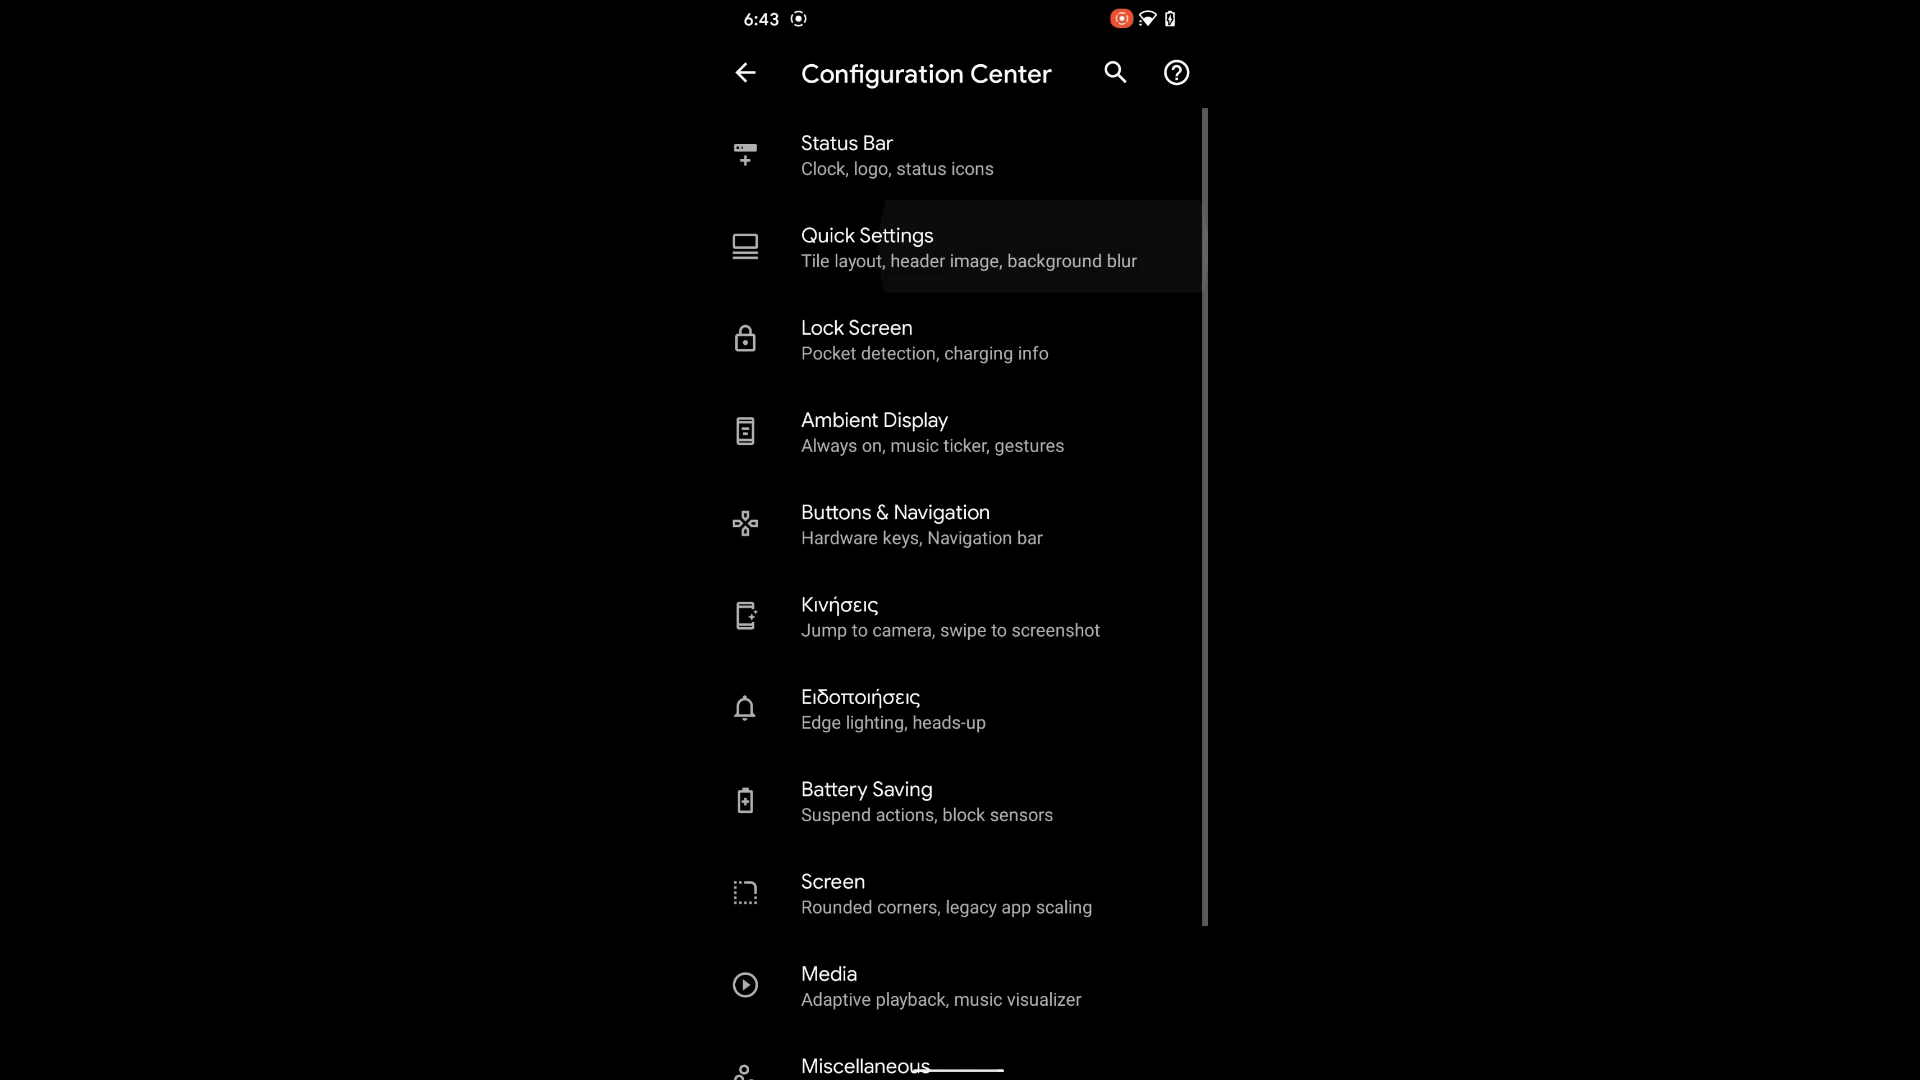 6:43
Configuration Center
Status Bar
Clock, logo, status icons
Quick Settings
Tile layout, header image, background blur
Lock Screen
Pocket detection, charging info
Ambient Display
Always on, music ticker, gestures
Buttons & Navigation
Hardware keys, Navigation bar
Κινήσεις
Jump to camera, swipe to screenshot
Ειδοποιήσεις
Edge lighting, heads-up
Battery Saving
Suspend actions, block sensors
Screen
Rounded corners, legacy app scaling
Media
Adaptive playback, music visualizer
Miscellaneous